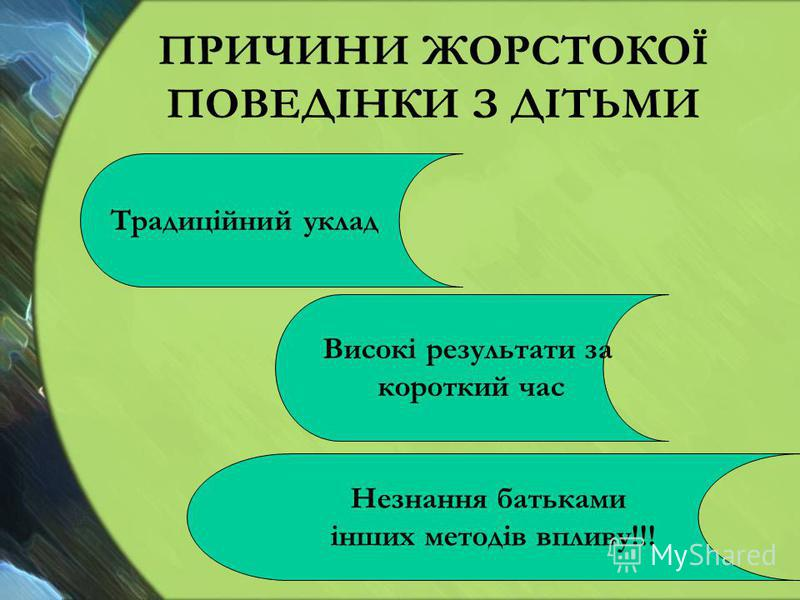 ПРИЧИНИ ЖОРСТОКОЇ
ПОВЕДІНКИ З ДІТЬМИ
Традиційний уклад
Високі результати за
короткий час
Незнання батьками
інших методів впливу!!!
MyShared